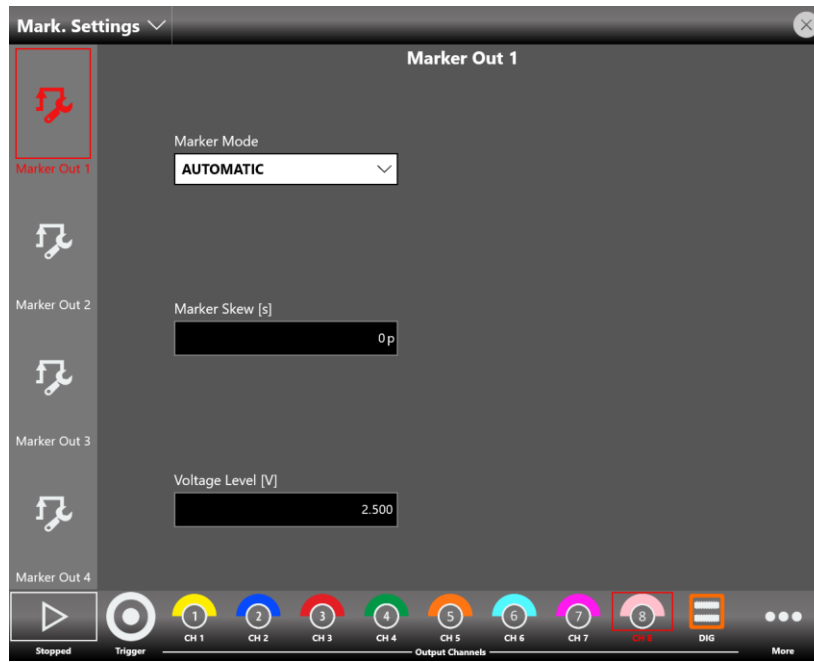 Mark. Settings
Marker Out 1
Marker Out 1
Marker Mode
AUTOMATIC
Marker Out 2
Marker Skew [s]
0 p
Marker Out 3
Voltage Level [V]
2.500
Marker Out 4
1 2 3 4 5 6 7 8
CH 1 CH 2 CH 3 CH 4 CH 5 CH 6 CH 7 CH 8 DIG
Stopped Trigger Output Channels More